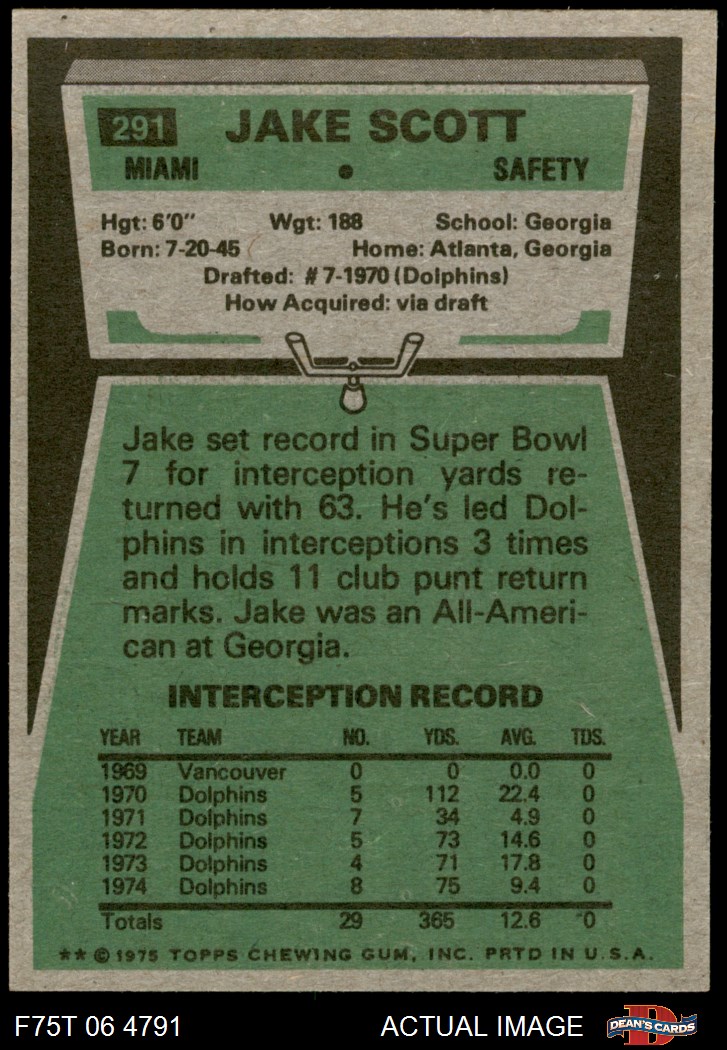 291 JAKE SCOTT
MIAMI • SAFETY
Hgt: 6'0" Wgt: 188 School: Georgia
Born: 7-20-45 Home: Atlanta, Georgia
Drafted: #7-1970 (Dolphins)
How Acquired: via draft
Jake set record in Super Bowl
7 for interception yards re-
turned with 63. He's led Dol-
phins in interceptions 3 times
and holds 11 club punt return
marks. Jake was an All-Ameri-
can at Georgia.
INTERCEPTION RECORD
YEAR TEAM NO. YDS. AVG. TDS.
1969 Vancouver 0 0 0.0 0
1970 Dolphins 5 112 22.4 0
1971 Dolphins 7 34 4.9 0
1972 Dolphins 5 73 14.6 0
1973 Dolphins 4 71 17.8 0
1974 Dolphins 8 75 9.4 0
Totals 29 365 12.6 0
** © 1975 TOPPS CHEWING GUM, INC. PRTD IN U.S.A.
F75T 06 4791 ACTUAL IMAGE D DEAN'S CARDS